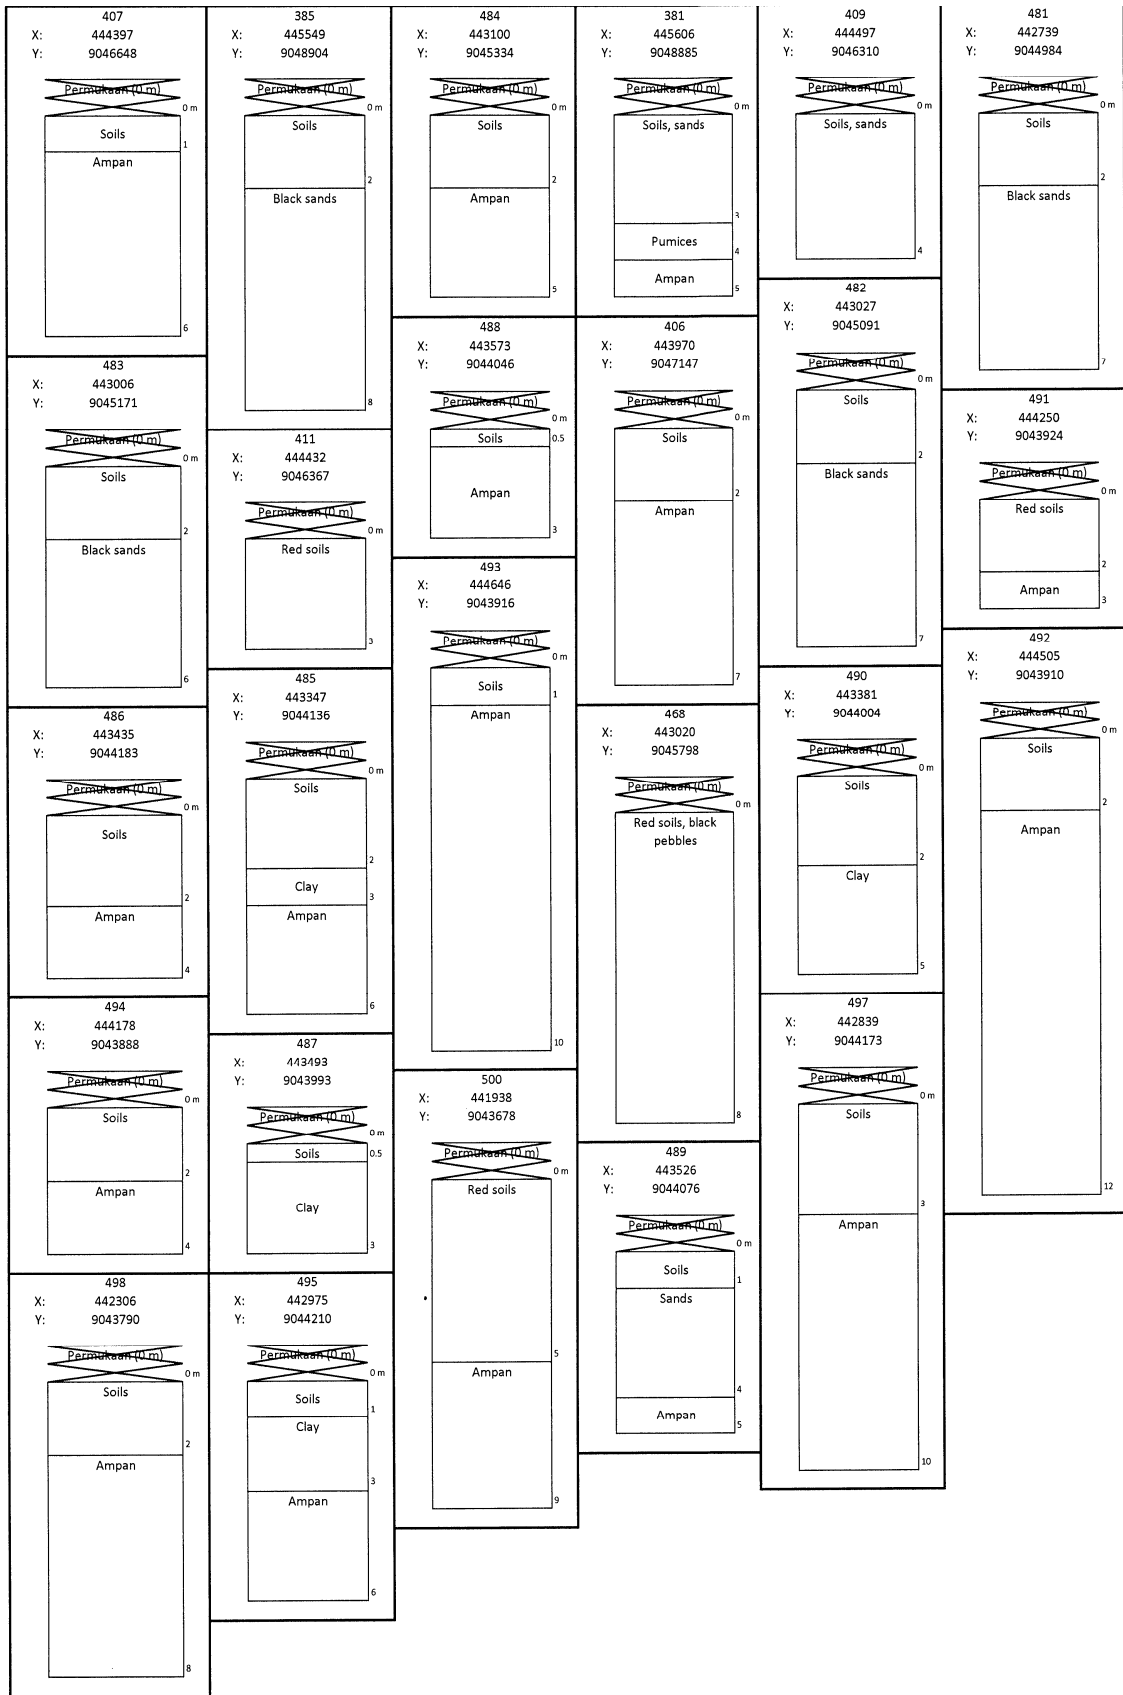 407
X: 444397
Y: 9046648
Permukaan (0 m)
0 m
Soils
1
Ampan
6
483
X: 443006
Y: 9045171
Permukaan (0 m)
0 m
Soils
2
Black sands
6
486
X: 443435
Y: 9044183
Permukaan (0 m)
0 m
Soils
2
Ampan
4
494
X: 444178
Y: 9043888
Permukaan (0 m)
0 m
Soils
2
Ampan
4
498
X: 442306
Y: 9043790
Permukaan (0 m)
0 m
Soils
2
Ampan
8
385
X: 445549
Y: 9048904
Permukaan (0 m)
0 m
Soils
2
Black sands
8
411
X: 444432
Y: 9046367
Permukaan (0 m)
0 m
Red soils
3
485
X: 443347
Y: 9044136
Permukaan (0 m)
0 m
Soils
2
Clay
3
Ampan
6
487
X: 443493
Y: 9043993
Permukaan (0 m)
0 m
Soils
0.5
Clay
3
495
X: 442975
Y: 9044210
Permukaan (0 m)
0 m
Soils
1
Clay
3
Ampan
6
484
X: 443100
Y: 9045334
Permukaan (0 m)
0 m
Soils
2
Ampan
5
488
X: 443573
Y: 9044046
Permukaan (0 m)
0 m
Soils
0.5
Ampan
3
493
X: 444646
Y: 9043916
Permukaan (0 m)
0 m
Soils
1
Ampan
10
500
X: 441938
Y: 9043678
Permukaan (0 m)
0 m
Red soils
5
Ampan
9
381
X: 445606
Y: 9048885
Permukaan (0 m)
0 m
Soils, sands
3
Pumices
4
Ampan
5
406
X: 443970
Y: 9047147
Permukaan (0 m)
0 m
Soils
2
Ampan
7
468
X: 443020
Y: 9045798
Permukaan (0 m)
0 m
Red soils, black
pebbles
8
489
X: 443526
Y: 9044076
Permukaan (0 m)
0 m
Soils
1
Sands
4
Ampan
5
409
X: 444497
Y: 9046310
Permukaan (0 m)
0 m
Soils, sands
4
482
X: 443027
Y: 9045091
Permukaan (0 m)
0 m
Soils
2
Black sands
7
490
X: 443381
Y: 9044004
Permukaan (0 m)
0 m
Soils
2
Clay
5
497
X: 442839
Y: 9044173
Permukaan (0 m)
0 m
Soils
3
Ampan
10
481
X: 442739
Y: 9044984
Permukaan (0 m)
0 m
Soils
2
Black sands
7
491
X: 444250
Y: 9043924
Permukaan (0 m)
0 m
Red soils
2
Ampan
3
492
X: 444505
Y: 9043910
Permukaan (0 m)
0 m
Soils
2
Ampan
12